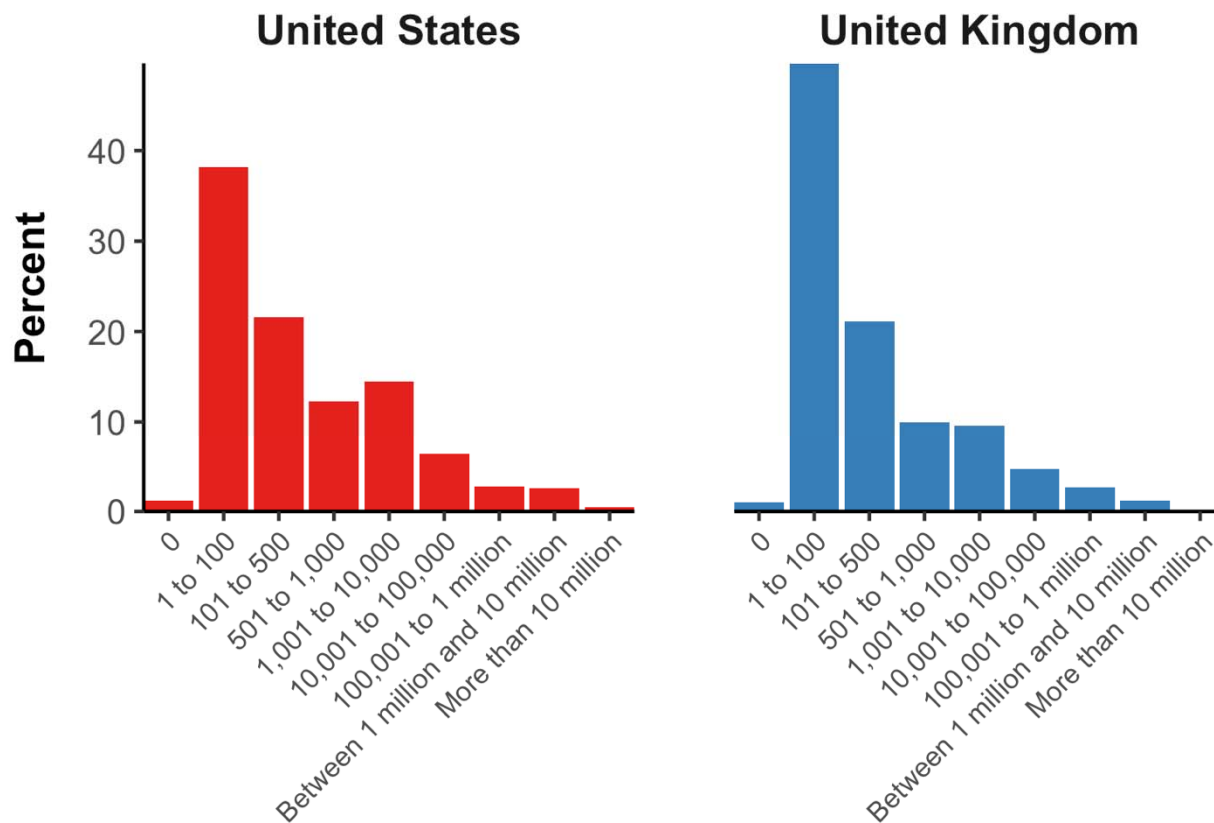 United States
United Kingdom
Percent
40
30
20
10
0
0
1 to 100
101 to 500
501 to 1,000
1,001 to 10,000
10,001 to 100,000
100,001 to 1 million
Between 1 million and 10 million
More than 10 million
0
1 to 100
101 to 500
501 to 1,000
1,001 to 10,000
10,001 to 100,000
100,001 to 1 million
Between 1 million and 10 million
More than 10 million